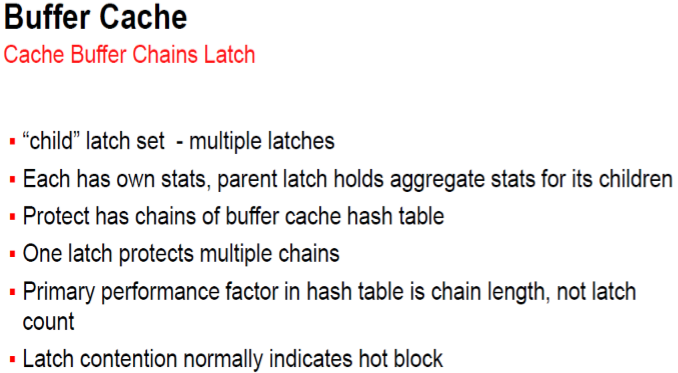 Buffer Cache
Cache Buffer Chains Latch
▪ “child” latch set - multiple latches
▪ Each has own stats, parent latch holds aggregate stats for its children
▪ Protect has chains of buffer cache hash table
▪ One latch protects multiple chains
▪ Primary performance factor in hash table is chain length, not latch
count
▪ Latch contention normally indicates hot block